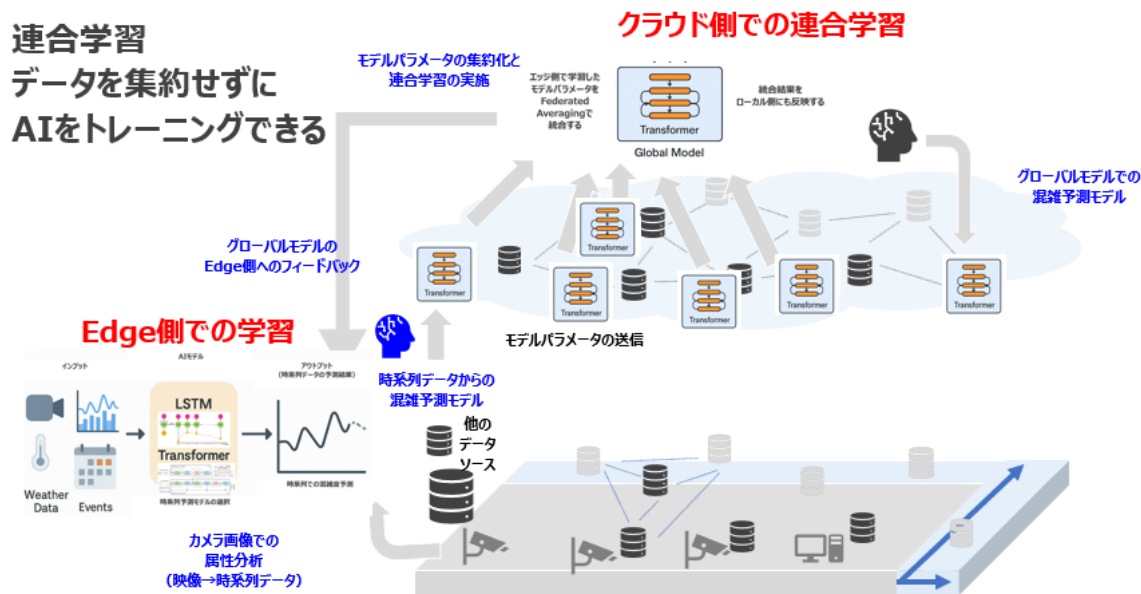 連合学習
データを集約せずに
AIをトレーニングできる
クラウド側での連合学習
モデルパラメータの集約化と
連合学習の実施
エッジ側で学習した
モデルパラメータを
Federated
Averagingで
統合する
Transformer
Global Model
統合結果を
ローカル側にも反映する
グローバルモデルでの
混雑予測モデル
グローバルモデルの
Edge側へのフィードバック
Transformer
Transformer
Transformer
Transformer
Transformer
Transformer
モデルパラメータの送信
Edge側での学習
インプット
AIモデル
アウトプット
(時系列データの予測結果)
LSTM
Transformer
時系列予測モデルの選択
時系列での混雑度予測
Weather
Data
Events
時系列データからの
混雑予測モデル
他の
データ
ソース
カメラ画像での
属性分析
(映像→時系列データ)